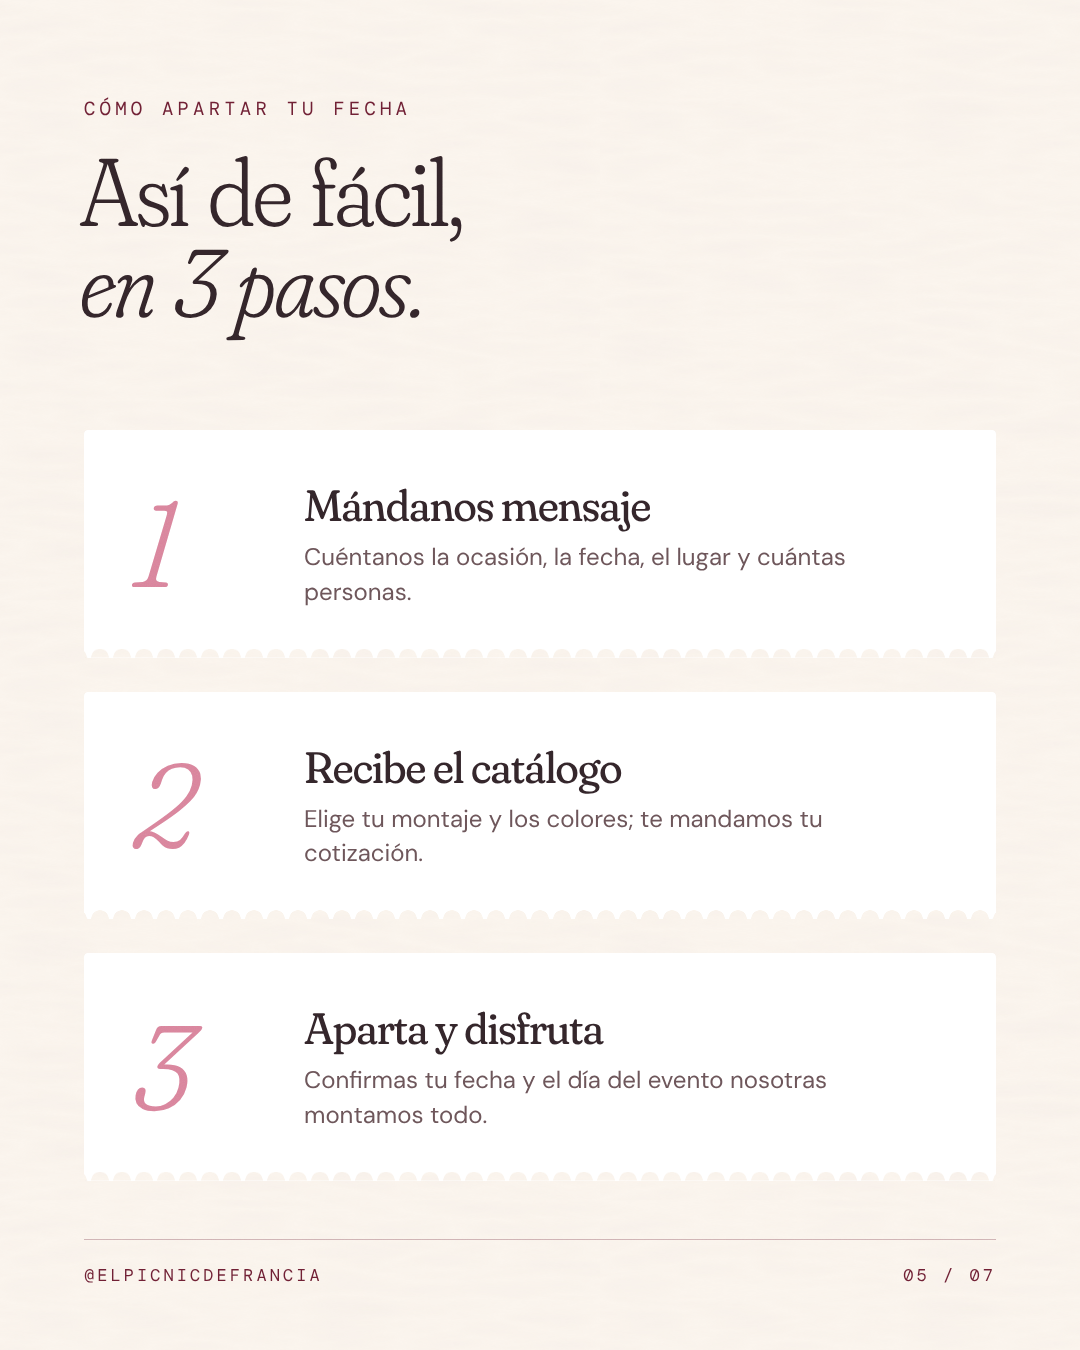 CÓMO APARTAR TU FECHA
Así de fácil,
en 3 pasos.
1
Mándanos mensaje
Cuéntanos la ocasión, la fecha, el lugar y cuántas
personas.
2
Recibe el catálogo
Elige tu montaje y los colores; te mandamos tu
cotización.
3
Aparta y disfruta
Confirmas tu fecha y el día del evento nosotras
montamos todo.
@ELPICNICDEFRANCIA
05 / 07